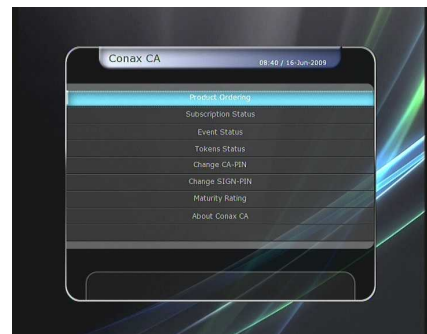 Conax CA
08:40 / 16-Jun-2009
Product Ordering
Subscription Status
Event Status
Tokens Status
Change CA-PIN
Change SIGN-PIN
Maturity Rating
About Conax CA